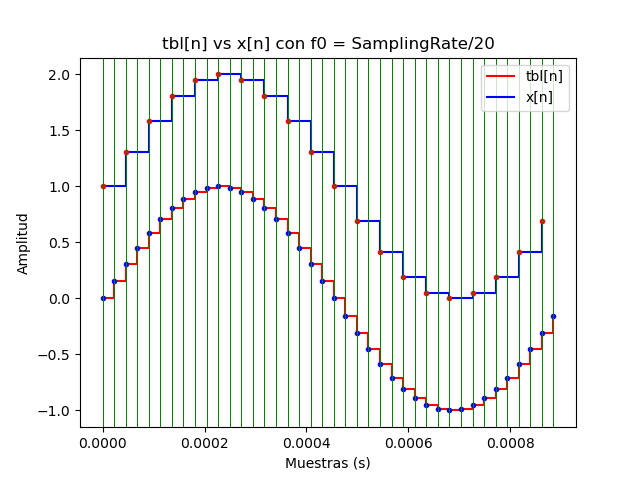 tbl[n] vs x[n] con f0 = SamplingRate/20
tbl[n]
x[n]
2.0
1.5
1.0
0.5
0.0
−0.5
−1.0
Amplitud
0.0000
0.0002
0.0004
0.0006
0.0008
Muestras (s)